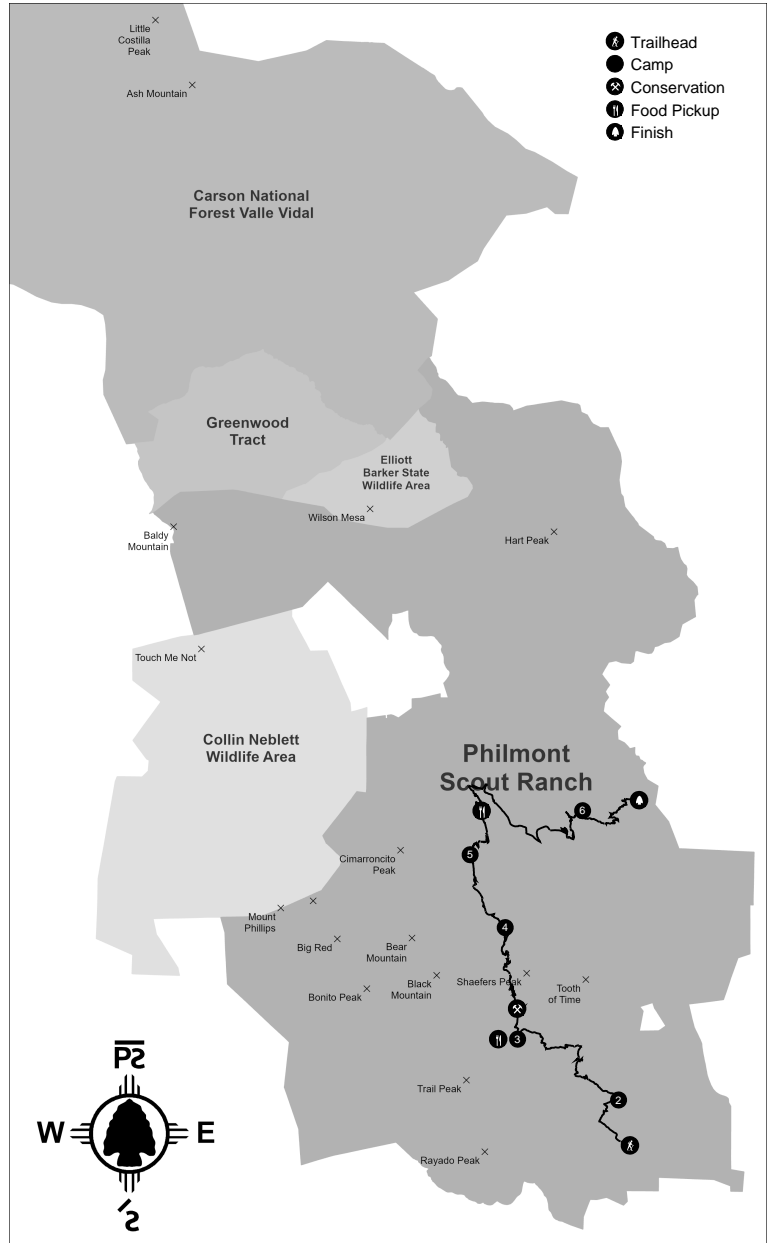 Little
Costilla
Peak
Ash Mountain
Trailhead
Camp
Conservation
Food Pickup
Finish
Carson National
Forest Valle Vidal
Greenwood
Tract
Elliott
Barker State
Wildlife Area
Wilson Mesa
Baldy
Mountain
Hart Peak
Touch Me Not
Collin Neblett
Wildlife Area
Philmont
Scout Ranch
6
5
Cimarroncito
Peak
Mount
Phillips
4
Big Red
Bear
Mountain
Black
Mountain
Bonito Peak
Shaefers Peak
Tooth
of Time
3
Trail Peak
2
Rayado Peak
W
E